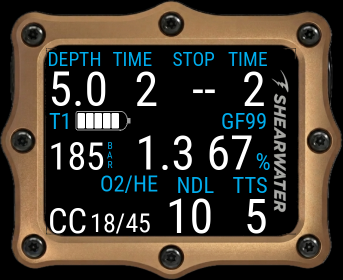 DEPTH TIME STOP TIME
5.0 2 -- 2
T1 GF99
185 BAR 1.3 67%
O2/HE NDL TTS
CC 18/45 10 5
SHEARWATER